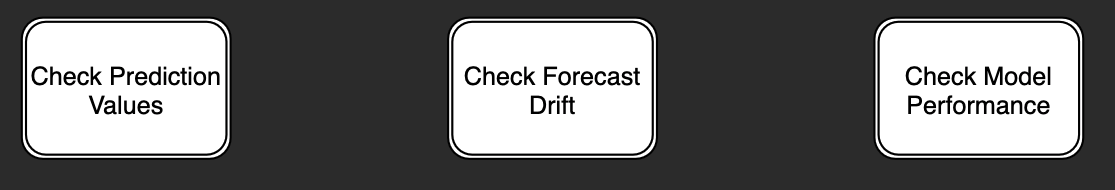 Check Prediction
Values
Check Forecast
Drift
Check Model
Performance